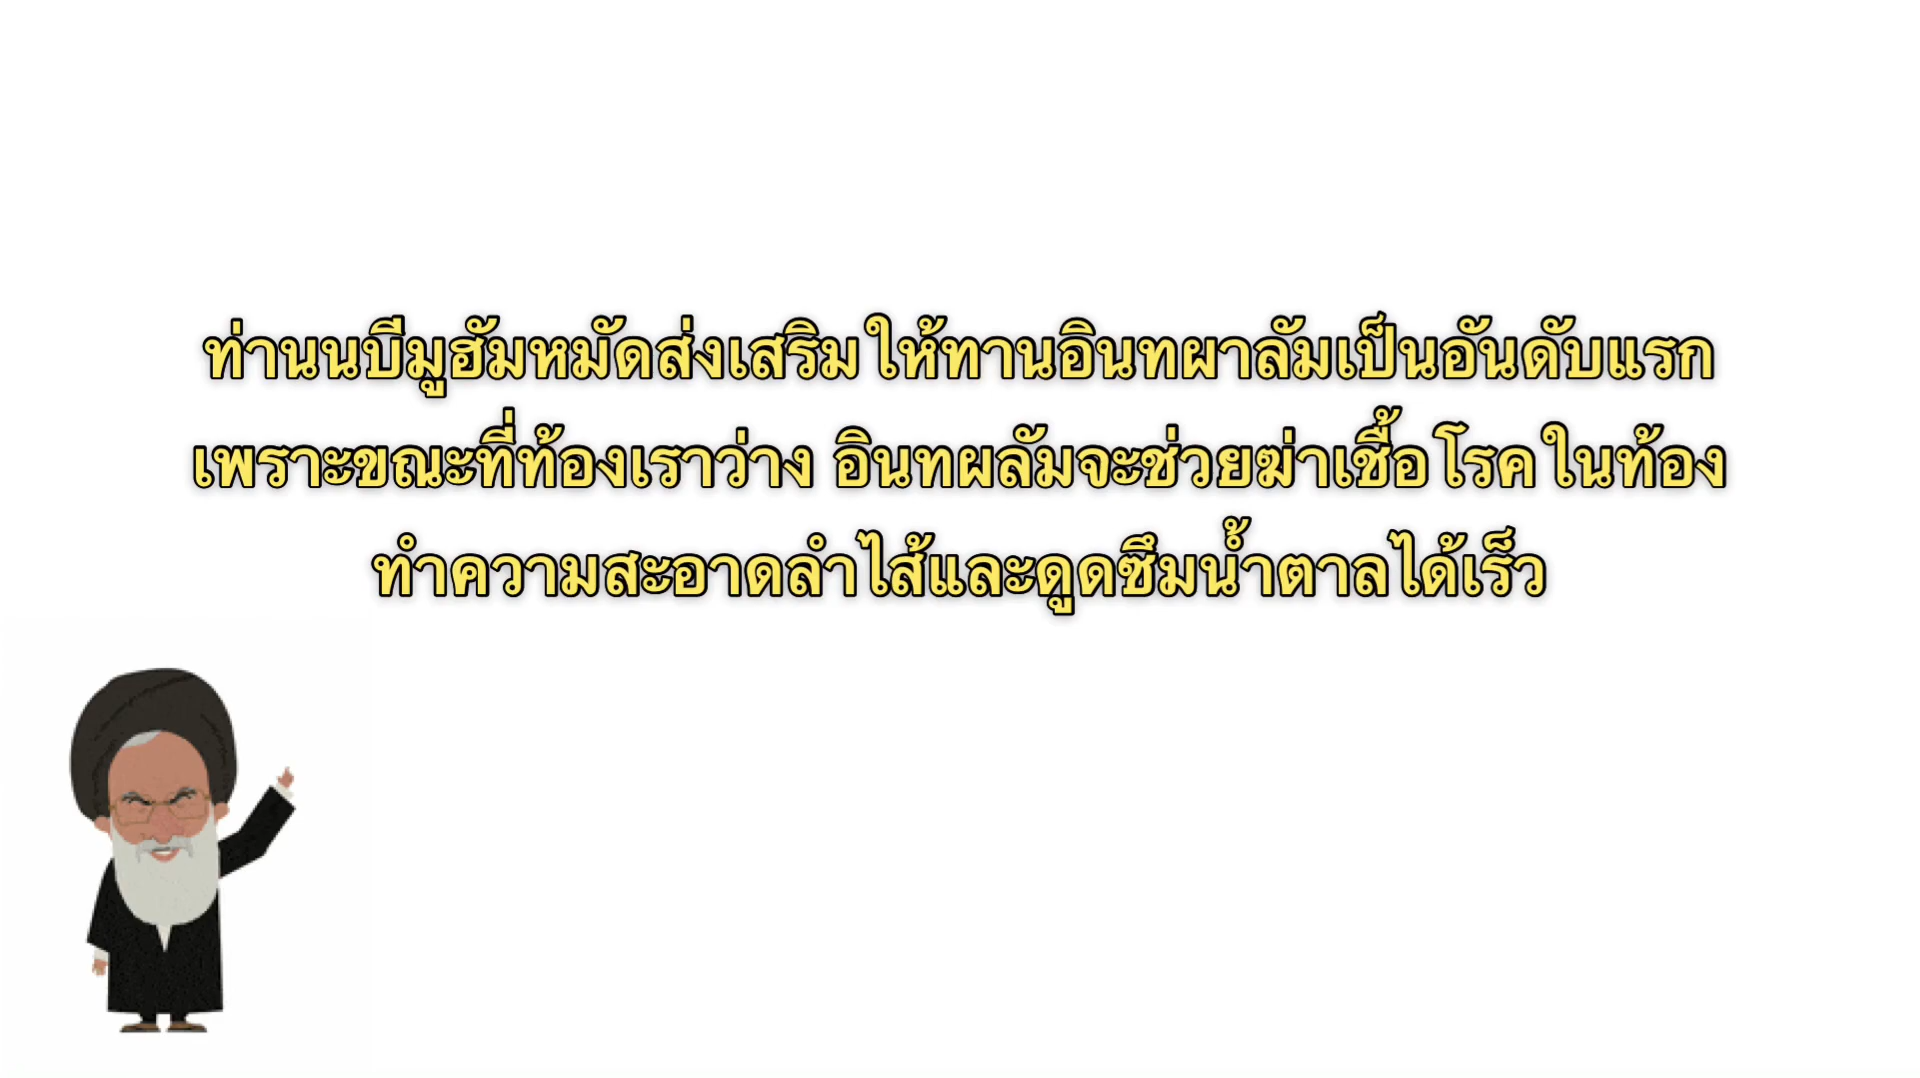 ท่านนบีมูฮัมหมัดส่งเสริมให้ทานอินทผาลัมเป็นอันดับแรก
เพราะขณะที่ท้องเราว่าง อินทผลัมจะช่วยฆ่าเชื้อโรคในท้อง
ทำความสะอาดลำไส้และดูดซึมน้ำตาลได้เร็ว